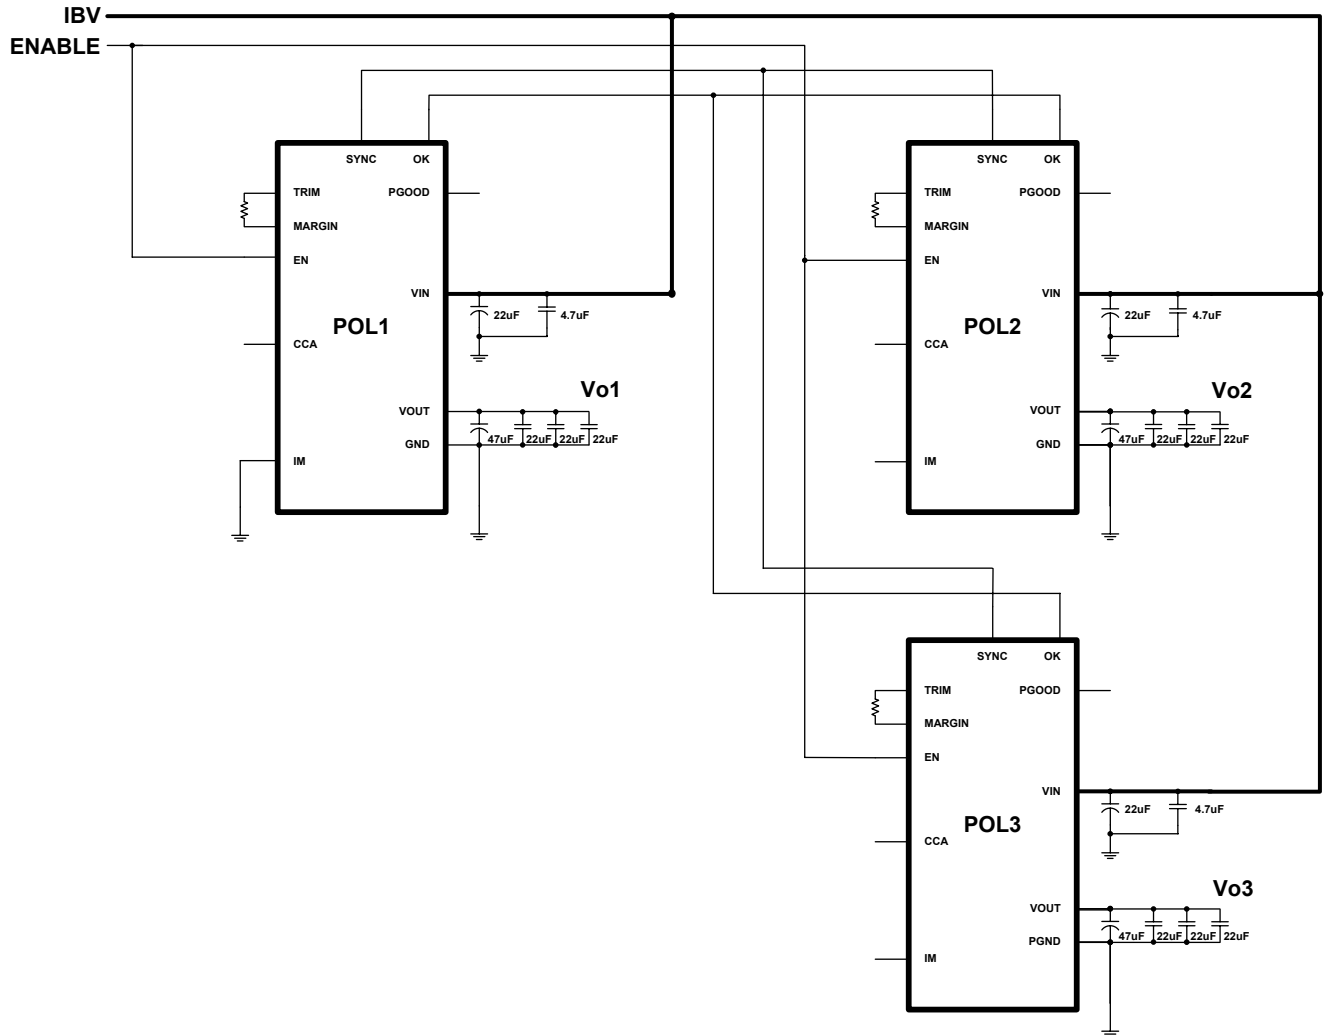 IBV
ENABLE
SYNC OK
TRIM PGOOD
MARGIN
EN
VIN
22uF 4.7uF
POL1
CCA
Vo1
VOUT
47uF 22uF 22uF 22uF
GND
IM
SYNC OK
TRIM PGOOD
MARGIN
EN
VIN
22uF 4.7uF
POL2
CCA
Vo2
VOUT
47uF 22uF 22uF 22uF
GND
IM
SYNC OK
TRIM PGOOD
MARGIN
EN
VIN
22uF 4.7uF
POL3
CCA
Vo3
VOUT
47uF 22uF 22uF 22uF
PGND
IM